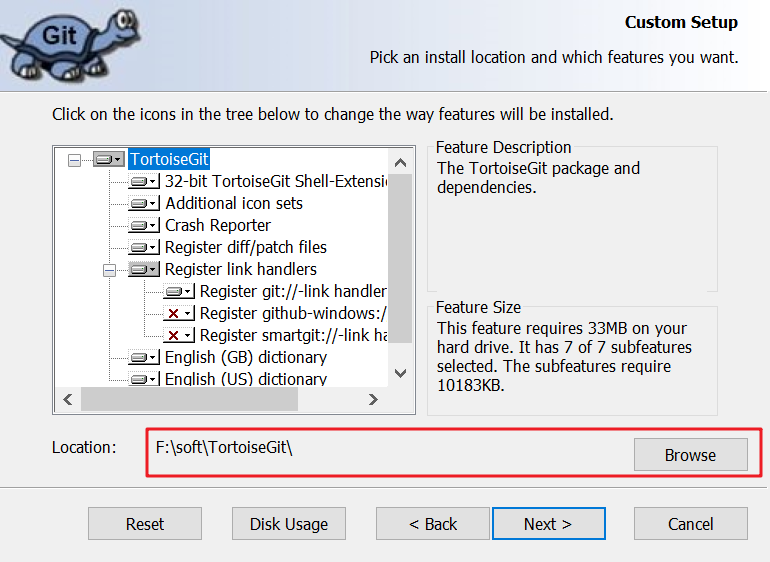 Git
Custom Setup
Pick an install location and which features you want.
Click on the icons in the tree below to change the way features will be installed.
TortoiseGit
32-bit TortoiseGit Shell-Extensi
Additional icon sets
Crash Reporter
Register diff/patch files
Register link handlers
Register git://-link handler
Register github-windows:/
Register smartgit://-link ha
English (GB) dictionary
English (US) dictionary
Feature Description
The TortoiseGit package and
dependencies.
Feature Size
This feature requires 33MB on your
hard drive. It has 7 of 7 subfeatures
selected. The subfeatures require
10183KB.
Location:
F:\soft\TortoiseGit\
Browse
Reset
Disk Usage
< Back
Next >
Cancel